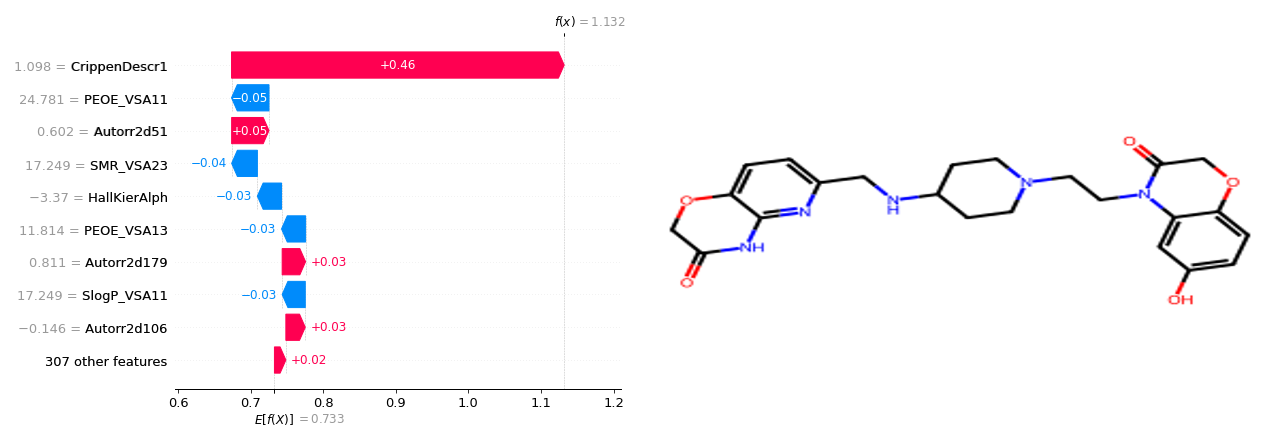 f(x) = 1.132
1.098 = CrippenDescr1
+0.46
24.781 = PEOE_VSA11
−0.05
0.602 = Autorr2d51
+0.05
17.249 = SMR_VSA23
−0.04
−3.37 = HallKierAlph
−0.03
11.814 = PEOE_VSA13
−0.03
0.811 = Autorr2d179
+0.03
17.249 = SlogP_VSA11
−0.03
−0.146 = Autorr2d106
+0.03
307 other features
+0.02
0.6 0.7 0.8 0.9 1.0 1.1 1.2
E[f(X)] = 0.733
O
N
NH
O
N
H
N
N
O
O
OH